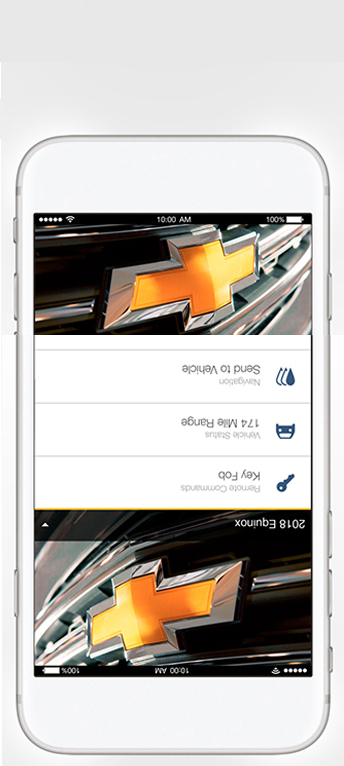 10:00 AM 100%
Send to Vehicle
Navigation
174 Mile Range
Vehicle Status
Key Fob
Remote Commands
2018 Equinox
10:00 AM 100%